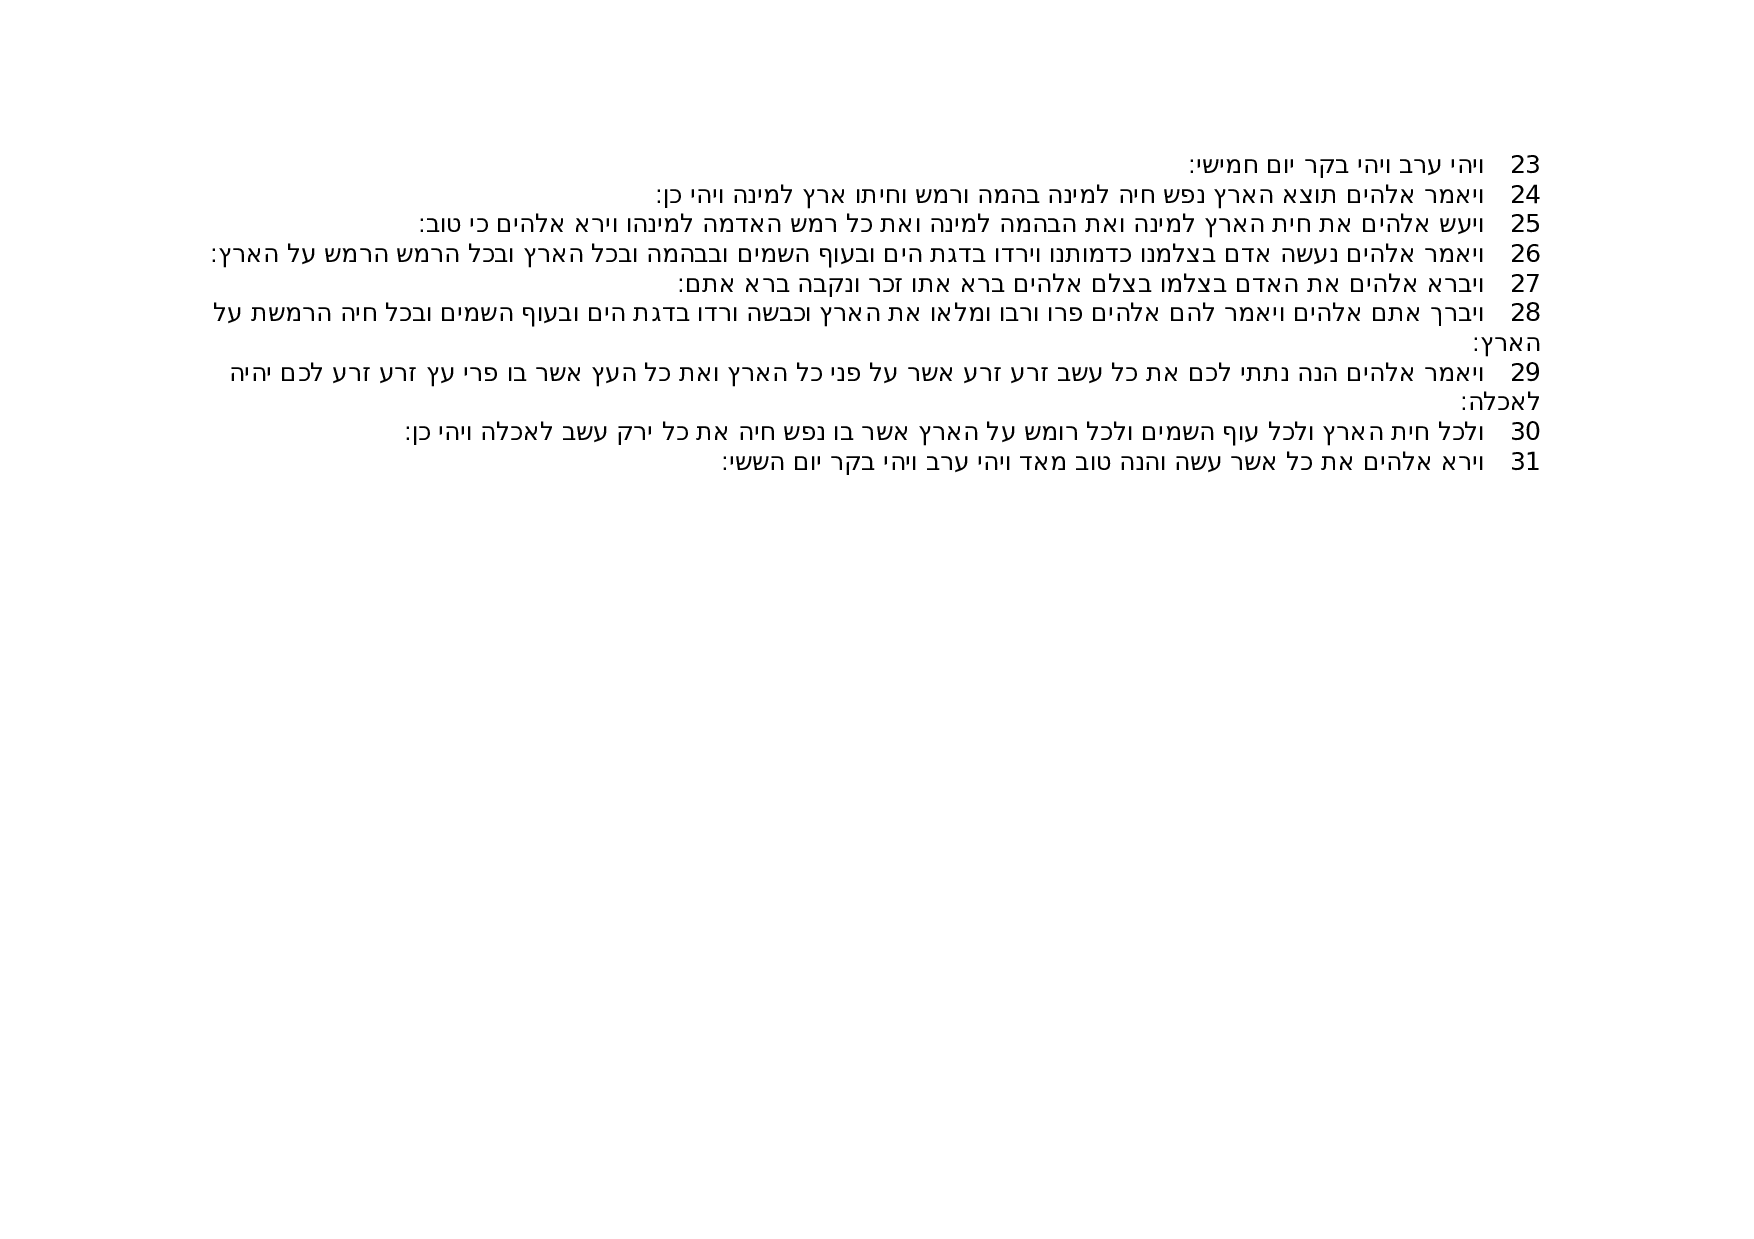 23 ויהי ערב ויהי בקר יום חמישי:
24 ויאמר אלהים תוצא הארץ נפש חיה למינה בהמה ורמש וחיתו ארץ למינה ויהי כן:
25 ויעש אלהים את חית הארץ למינה ואת הבהמה למינה ואת כל רמש האדמה למינהו וירא אלהים כי טוב:
26 ויאמר אלהים נעשה אדם בצלמנו כדמותנו וירדו בדגת הים ובעוף השמים ובבהמה ובכל הארץ ובכל הרמש הרמש על הארץ:
27 ויברא אלהים את האדם בצלמו בצלם אלהים ברא אתו זכר ונקבה ברא אתם:
28 ויברך אתם אלהים ויאמר להם אלהים פרו ורבו ומלאו את הארץ וכבשה ורדו בדגת הים ובעוף השמים ובכל חיה הרמשת על
הארץ:
29 ויאמר אלהים הנה נתתי לכם את כל עשב זרע זרע אשר על פני כל הארץ ואת כל העץ אשר בו פרי עץ זרע זרע לכם יהיה
לאכלה:
30 ולכל חית הארץ ולכל עוף השמים ולכל רומש על הארץ אשר בו נפש חיה את כל ירק עשב לאכלה ויהי כן:
31 וירא אלהים את כל אשר עשה והנה טוב מאד ויהי ערב ויהי בקר יום הששי: